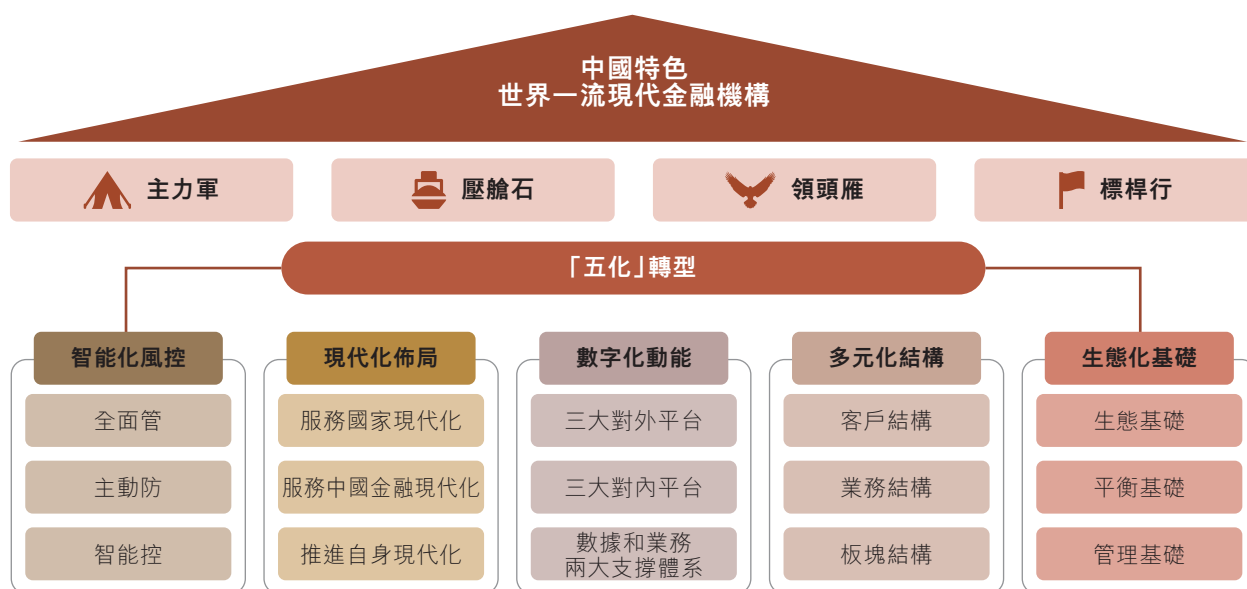 中國特色
世界一流現代金融機構
主力軍
壓艙石
領頭雁
標桿行
「五化」轉型
智能化風控
全面管
主動防
智能控
現代化佈局
服務國家現代化
服務中國金融現代化
推進自身現代化
數字化動能
三大對外平台
三大對內平台
數據和業務
兩大支撐體系
多元化結構
客戶結構
業務結構
板塊結構
生態化基礎
生態基礎
平衡基礎
管理基礎